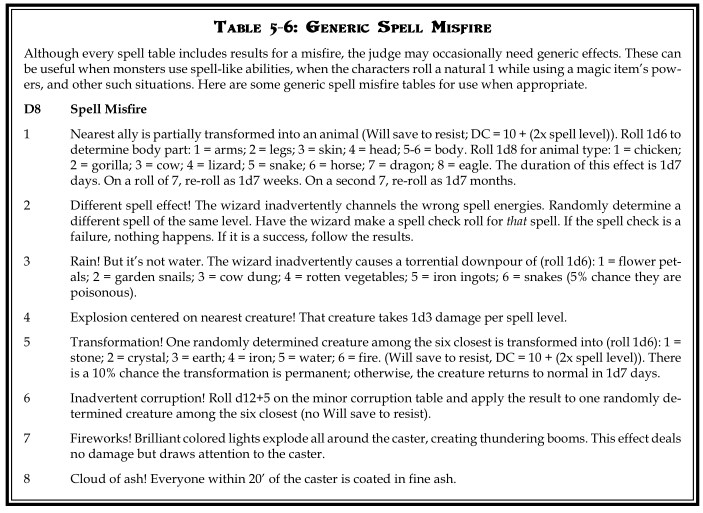 TABLE 5-6: GENERIC SPELL MISFIRE
Although every spell table includes results for a misfire, the judge may occasionally need generic effects. These can
be useful when monsters use spell-like abilities, when the characters roll a natural 1 while using a magic item's pow-
ers, and other such situations. Here are some generic spell misfire tables for use when appropriate.
D8 Spell Misfire
1 Nearest ally is partially transformed into an animal (Will save to resist; DC = 10 + (2x spell level)). Roll 1d6 to
determine body part: 1 = arms; 2 = legs; 3 = skin; 4 = head; 5-6 = body. Roll 1d8 for animal type: 1 = chicken;
2 = gorilla; 3 = cow; 4 = lizard; 5 = snake; 6 = horse; 7 = dragon; 8 = eagle. The duration of this effect is 1d7
days. On a roll of 7, re-roll as 1d7 weeks. On a second 7, re-roll as 1d7 months.
2 Different spell effect! The wizard inadvertently channels the wrong spell energies. Randomly determine a
different spell of the same level. Have the wizard make a spell check roll for that spell. If the spell check is a
failure, nothing happens. If it is a success, follow the results.
3 Rain! But it's not water. The wizard inadvertently causes a torrential downpour of (roll 1d6): 1 = flower pet-
als; 2 = garden snails; 3 = cow dung; 4 = rotten vegetables; 5 = iron ingots; 6 = snakes (5% chance they are
poisonous).
4 Explosion centered on nearest creature! That creature takes 1d3 damage per spell level.
5 Transformation! One randomly determined creature among the six closest is transformed into (roll 1d6): 1 =
stone; 2 = crystal; 3 = earth; 4 = iron; 5 = water; 6 = fire. (Will save to resist, DC = 10 + (2x spell level)). There
is a 10% chance the transformation is permanent; otherwise, the creature returns to normal in 1d7 days.
6 Inadvertent corruption! Roll d12+5 on the minor corruption table and apply the result to one randomly de-
termined creature among the six closest (no Will save to resist).
7 Fireworks! Brilliant colored lights explode all around the caster, creating thundering booms. This effect deals
no damage but draws attention to the caster.
8 Cloud of ash! Everyone within 20' of the caster is coated in fine ash.